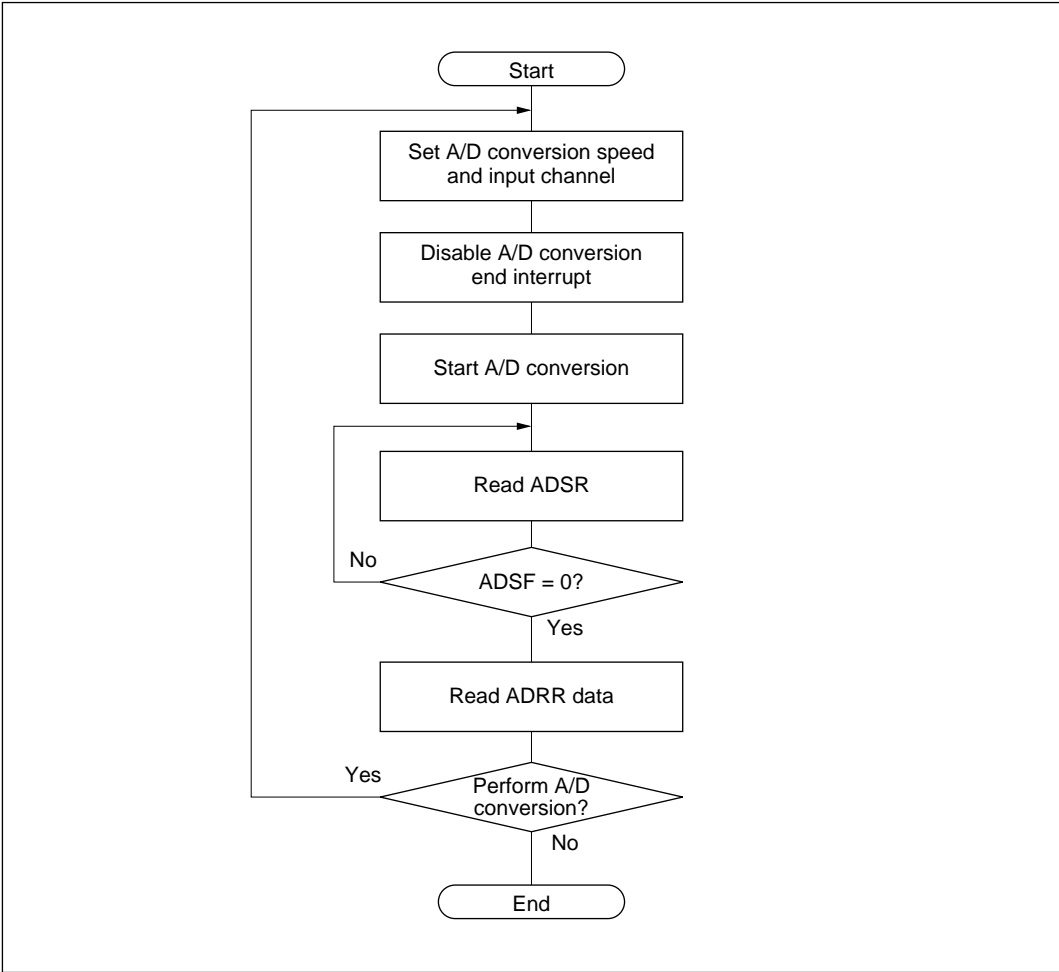 Start
Set A/D conversion speed
and input channel
Disable A/D conversion
end interrupt
Start A/D conversion
Read ADSR
No
ADSF = 0?
Yes
Read ADRR data
Yes
Perform A/D
conversion?
No
End